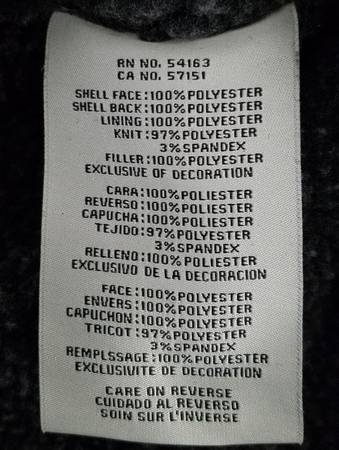 RN NO. 54163
CA NO. 57151
SHELL FACE:100%POLYESTER
SHELL BACK:100%POLYESTER
LINING:100%POLYESTER
KNIT:97%POLYESTER
3%SPANDEX
FILLER:100%POLYESTER
EXCLUSIVE OF DECORATION
CARA:100%POLIESTER
REVERSO:100%POLYESTER
CAPUCHA:100%POLYESTER
TEJIDO:97%POLYESTER
3%SPANDEX
RELLENO:100%POLIESTER
EXCLUSIVO DE LA DECORACION
FACE:100%POLYESTER
ENVERS:100%POLYESTER
CAPUCHON:100%POLYESTER
TRICOT:97%POLYESTER
3%SPANDEX
REMPLSSAGE:100%POLYESTER
EXCLUSIVITE DE DECORATION
CARE ON REVERSE
CUIDADO AL REVERSO
SOIN SUR L'INVERSE